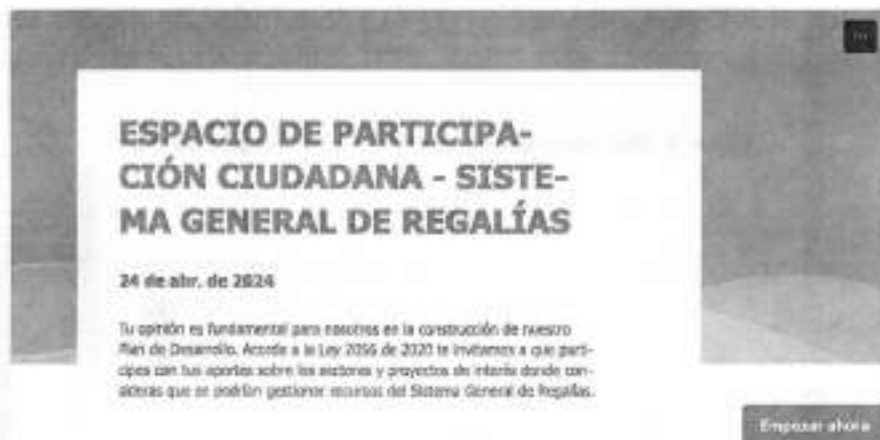 ESPACIO DE PARTICIPA-
CIÓN CIUDADANA - SISTE-
MA GENERAL DE REGALÍAS
24 de abr. de 2024
Tu opinión es fundamental para nosotros en la construcción de nuestro
Plan de Desarrollo. Acorde a la Ley 2056 de 2020 te invitamos a que parti-
cipes con tus aportes sobre los sectores y proyectos de interés donde con-
sideras que se podrían gestionar recursos del Sistema General de Regalías.
Empezar ahora